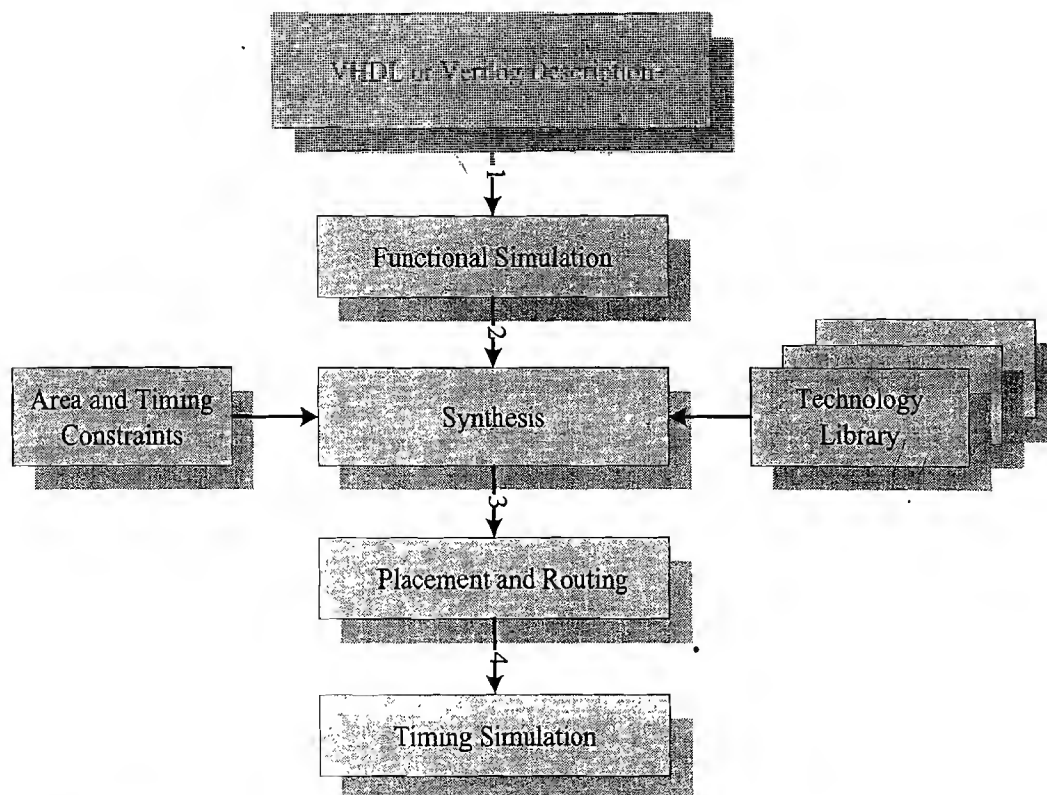 VHDL or Verilog Description
1
Functional Simulation
2
Area and Timing
Constraints
Synthesis
Technology
Library
3
Placement and Routing
4
Timing Simulation